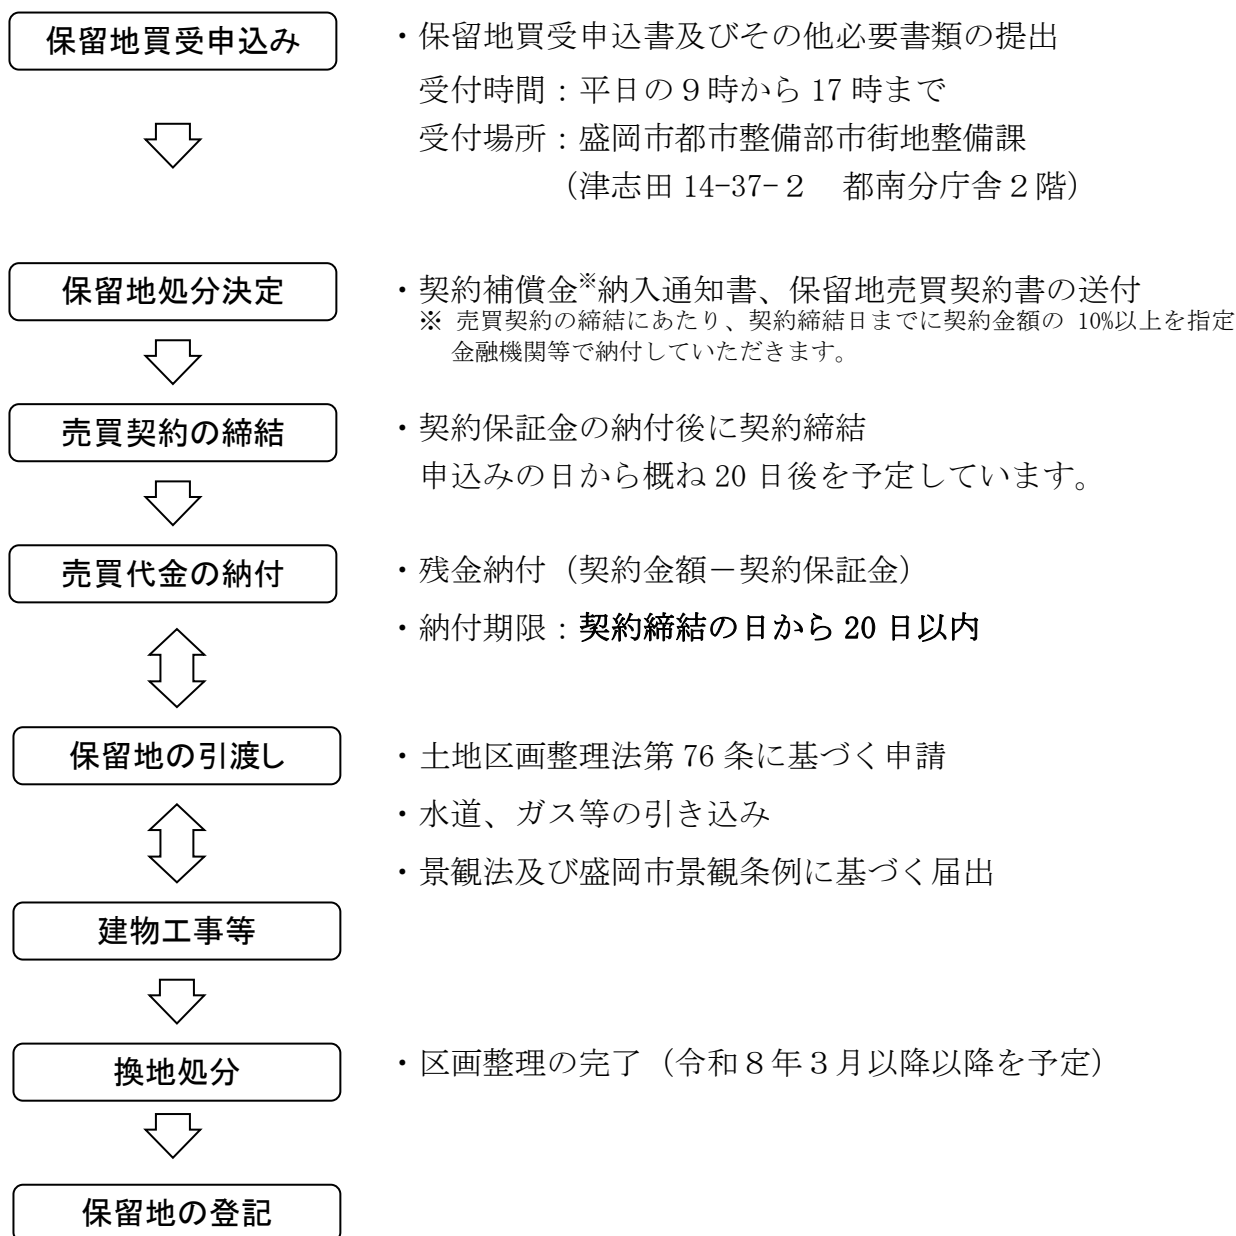 保留地買受申込み
・保留地買受申込書及びその他必要書類の提出
受付時間：平日の９時から 17 時まで
受付場所：盛岡市都市整備部市街地整備課
（津志田 14-37-２　都南分庁舎２階）
保留地処分決定
・契約補償金※納入通知書、保留地売買契約書の送付
※ 売買契約の締結にあたり、契約締結日までに契約金額の 10%以上を指定
金融機関等で納付していただきます。
売買契約の締結
・契約保証金の納付後に契約締結
申込みの日から概ね 20 日後を予定しています。
売買代金の納付
・残金納付（契約金額－契約保証金）
・納付期限：契約締結の日から 20 日以内
保留地の引渡し
・土地区画整理法第 76 条に基づく申請
・水道、ガス等の引き込み
・景観法及び盛岡市景観条例に基づく届出
建物工事等
換地処分
・区画整理の完了（令和８年３月以降以降を予定）
保留地の登記